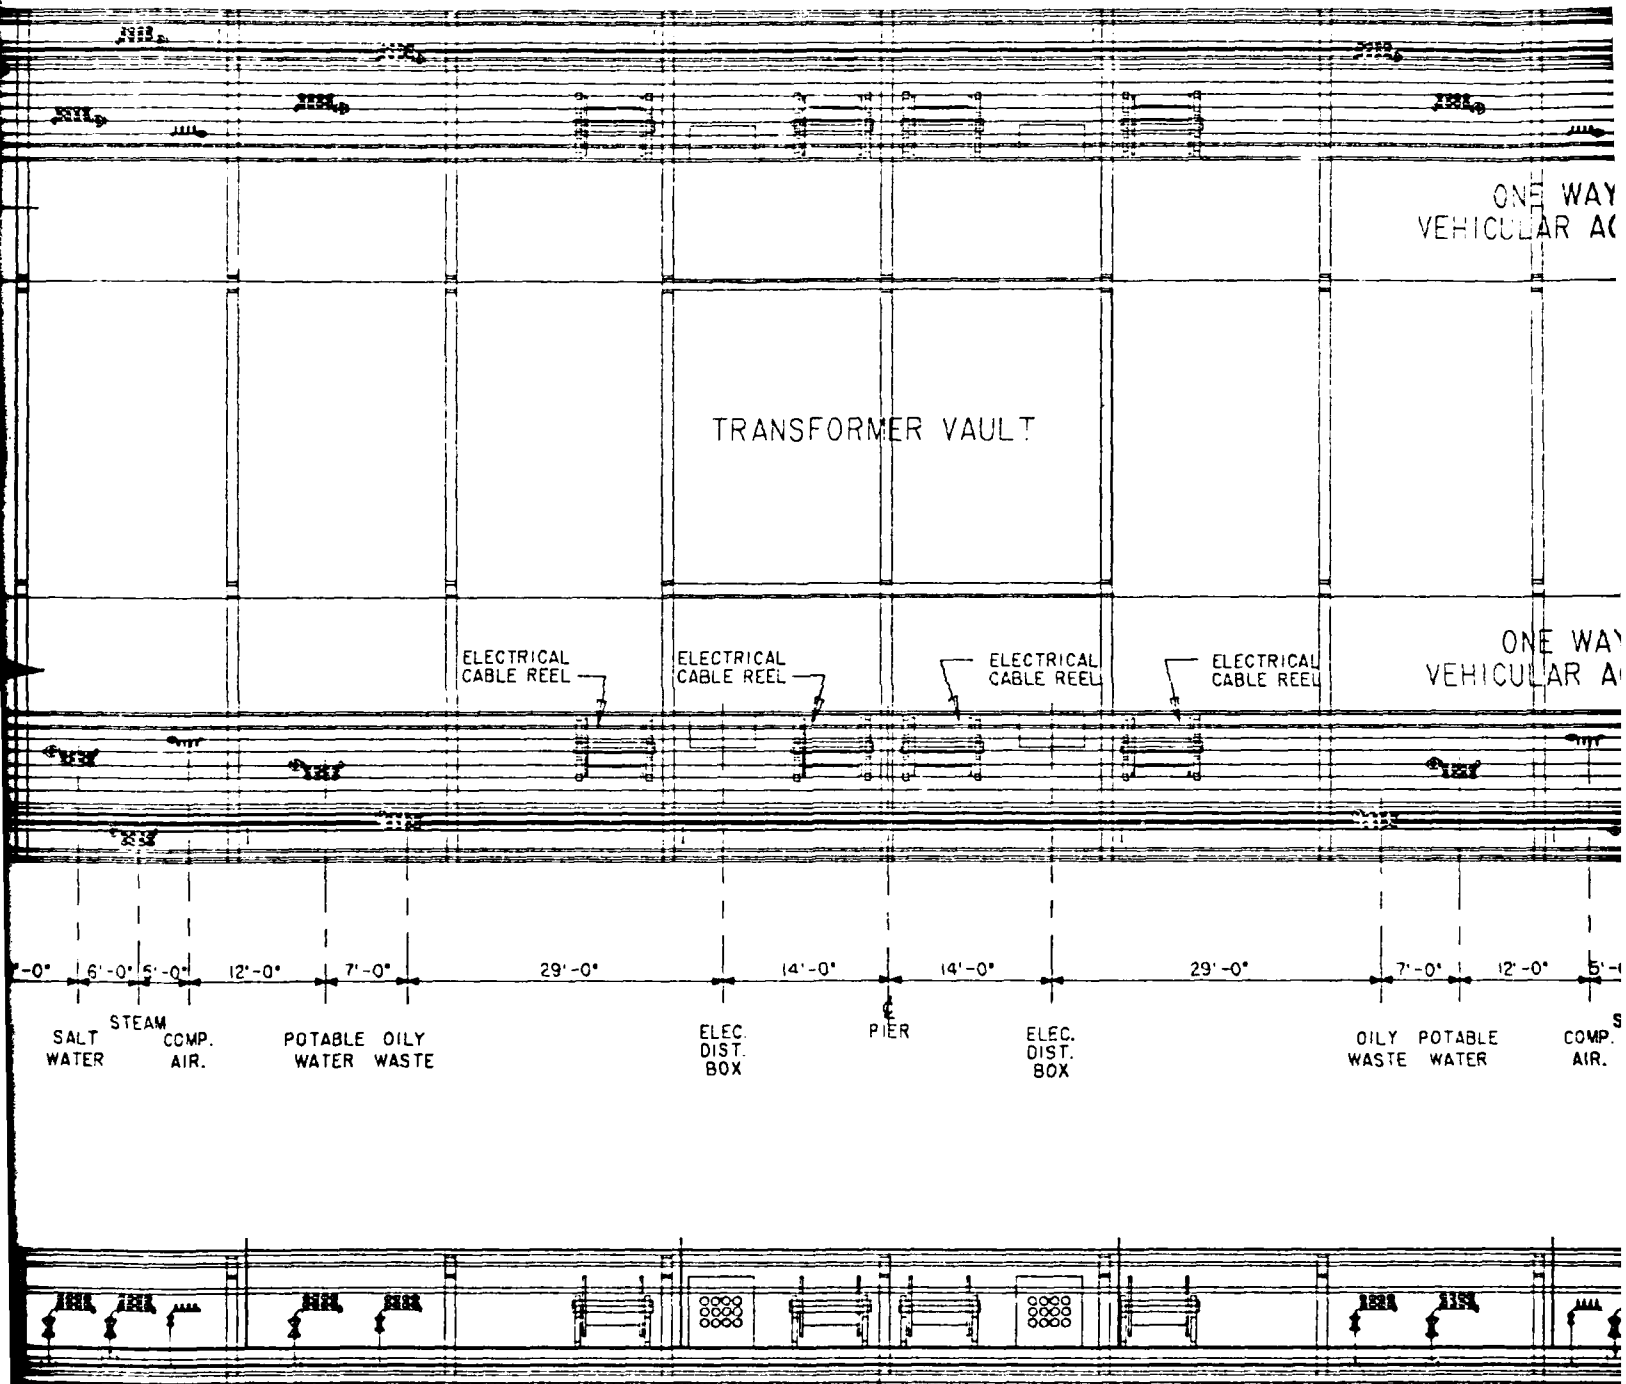 ONE WAY
VEHICULAR
TRANSFORMER VAULT
ONE WAY
VEHICULAR
ELECTRICAL
CABLE REEL
ELECTRICAL
CABLE REEL
ELECTRICAL
CABLE REEL
ELECTRICAL
CABLE REEL
-0" 6'-0" 5'-0" 12'-0" 7'-0" 29'-0" 14'-0" 14'-0" 29'-0" 7'-0" 12'-0" 5'-
SALT
WATER
STEAM
COMP.
AIR.
POTABLE
WATER
OILY
WASTE
ELEC.
DIST.
BOX
℄
PIER
ELEC.
DIST.
BOX
OILY
WASTE
POTABLE
WATER
COMP.
AIR.
S